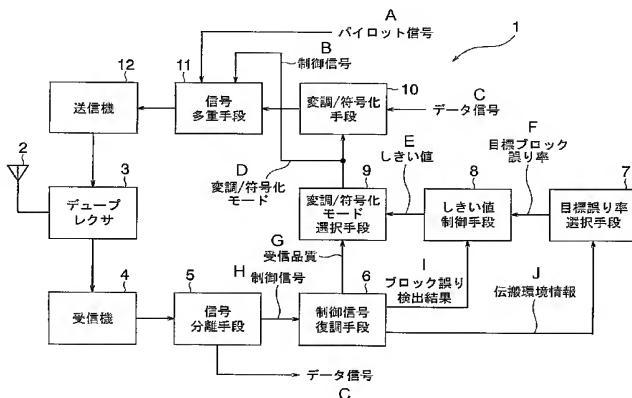 A
パイロット信号
1
B
制御信号
12
送信機
11
信号
多重手段
10
変調/符号化
手段
C
データ信号
2
3
デュープ
レクサ
D
変調/符号化
モード
E
しきい値
F
目標ブロック
誤り率
9
変調/符号化
モード
選択手段
8
しきい値
制御手段
7
目標誤り率
選択手段
G
受信品質
4
受信機
5
信号
分離手段
H
制御信号
6
制御信号
復調手段
I
ブロック誤り
検出結果
J
伝搬環境情報
データ信号
C